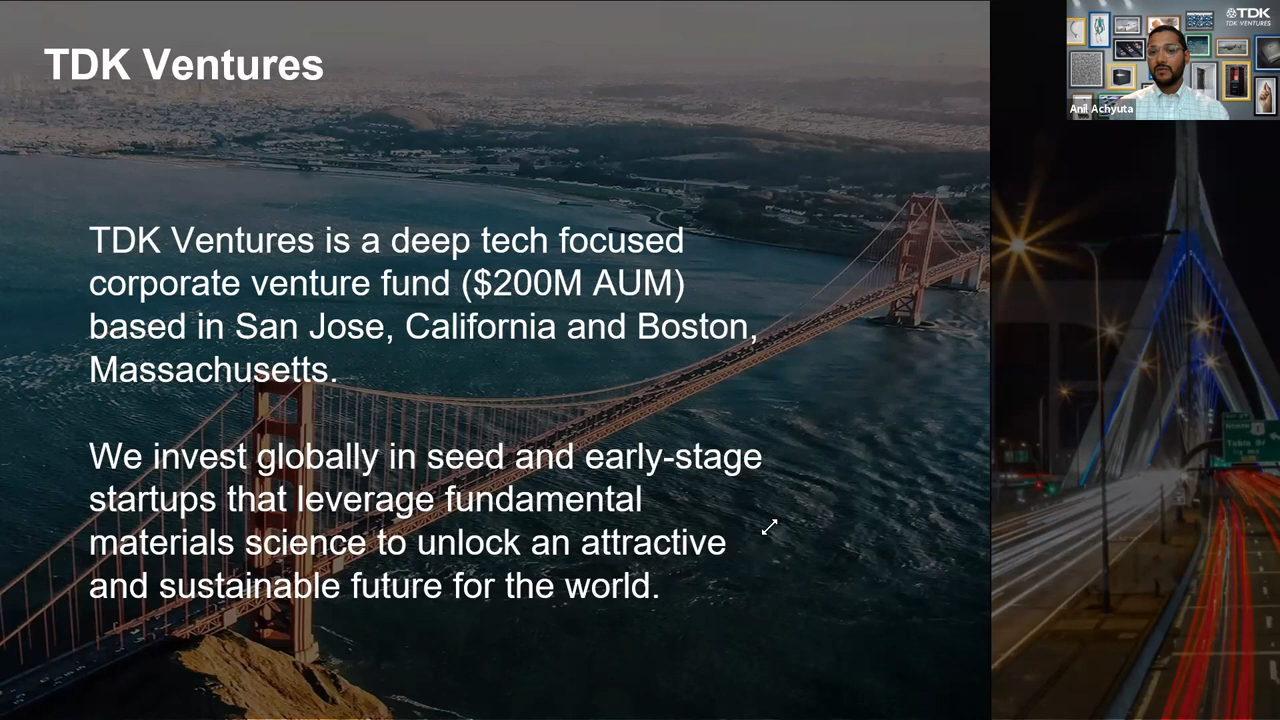 TDK Ventures
TDK Ventures is a deep tech focused
corporate venture fund ($200M AUM)
based in San Jose, California and Boston,
Massachusetts.
We invest globally in seed and early-stage
startups that leverage fundamental
materials science to unlock an attractive
and sustainable future for the world.
TDK
TDK VENTURES
Anil Achyuta